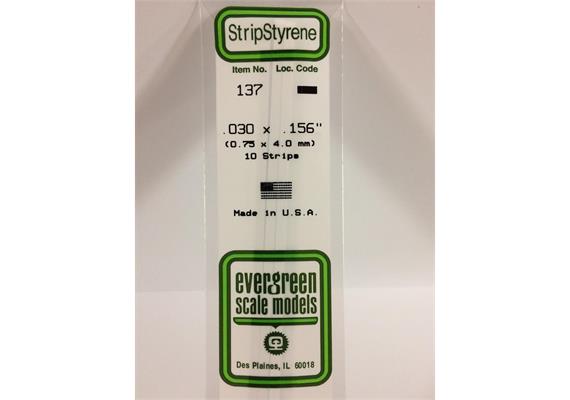 StripStyrene
Item No. Loc. Code
137
.030 x .156"
(0.75 x 4.0 mm)
10 Strips
Made in U.S.A.
evergreen
scale models
Des Plaines, IL 60018